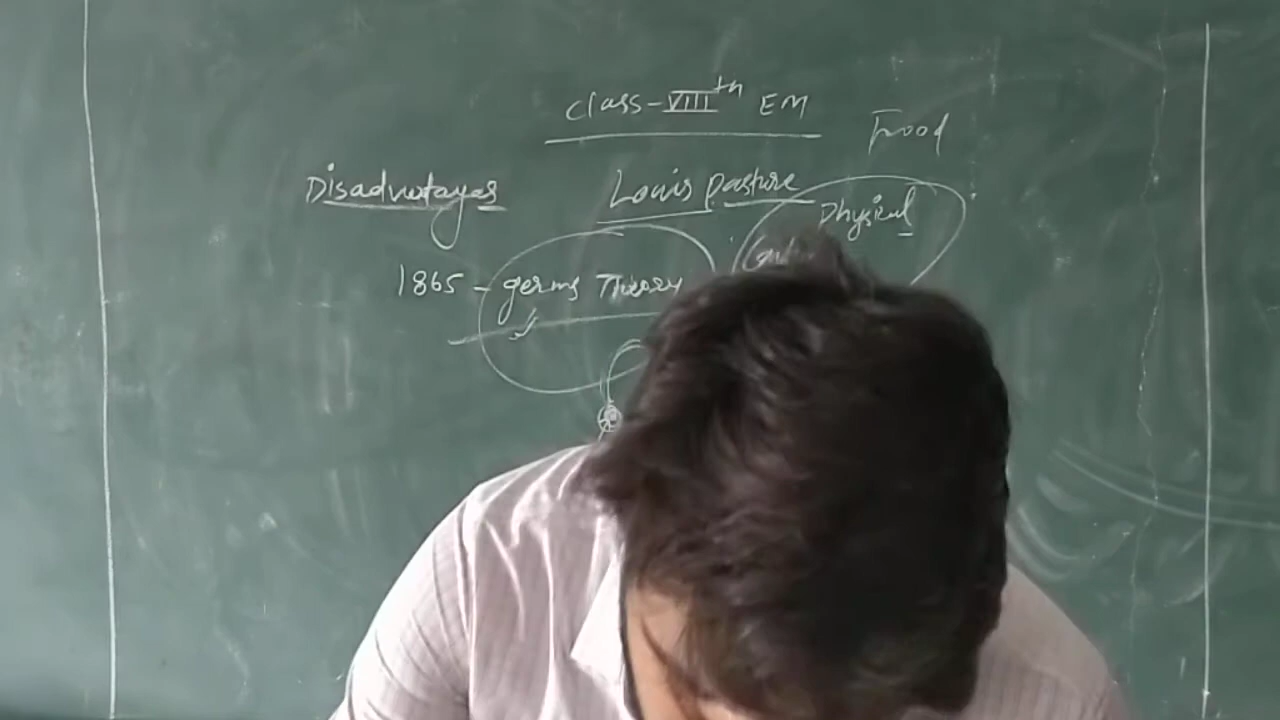 Class-VIIIth EM
Food
Disadvantages
Louis Pasture
Physical
1865 - germs Theory